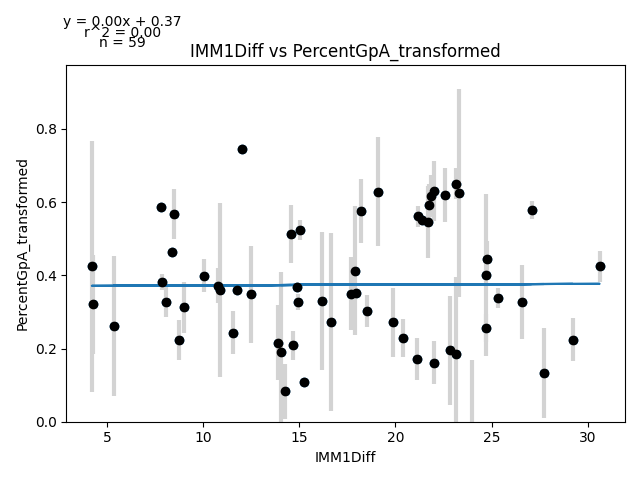 y = 0.00x + 0.37
r^2 = 0.00
n = 59
IMM1Diff vs PercentGpA_transformed
PercentGpA_transformed
0.8
0.6
0.4
0.2
0.0
5 10 15 20 25 30
IMM1Diff